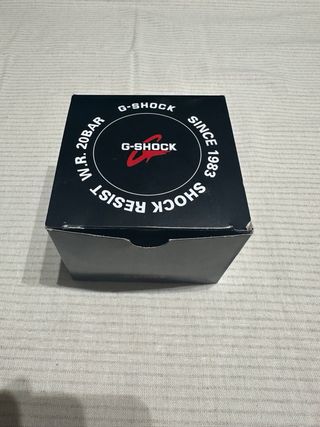 G-SHOCK
SINCE 1983
SHOCK RESIST
W.R. 20BAR
G-SHOCK